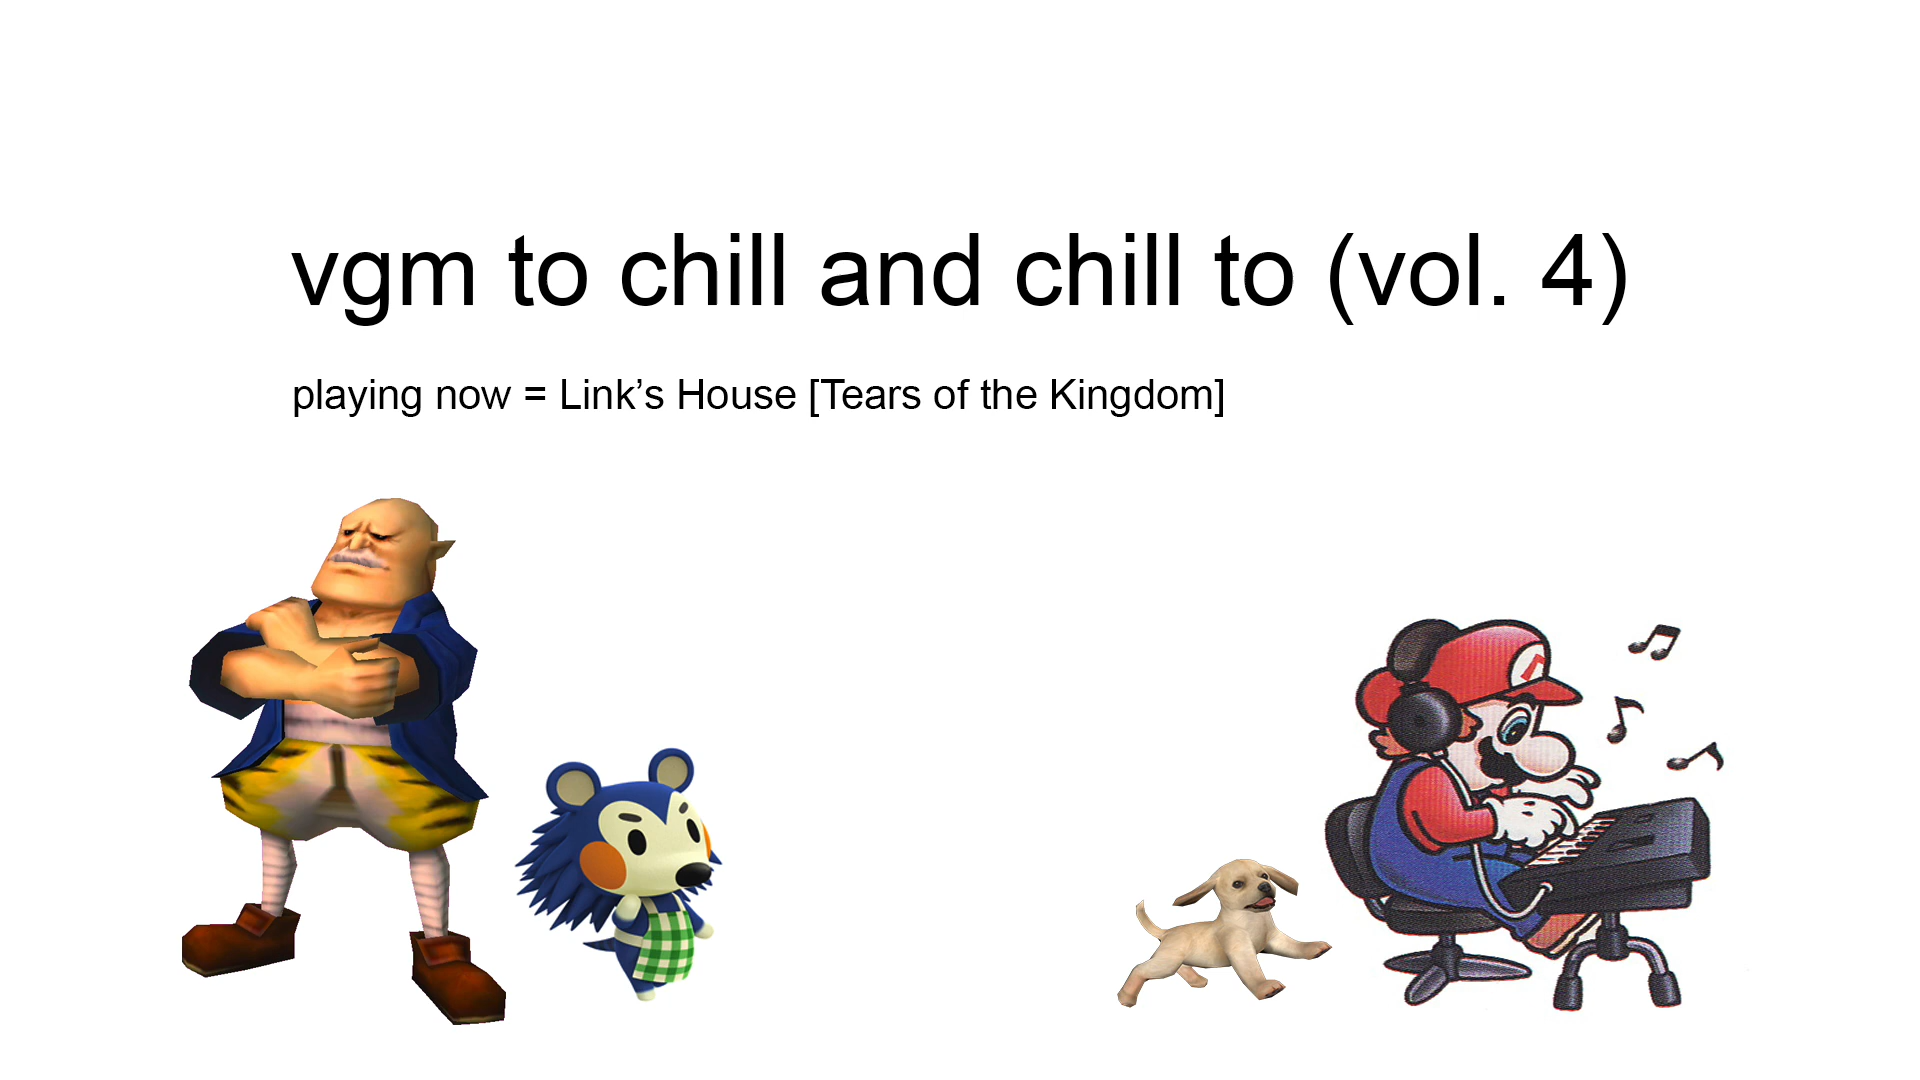 vgm to chill and chill to (vol. 4)
playing now = Link’s House [Tears of the Kingdom]